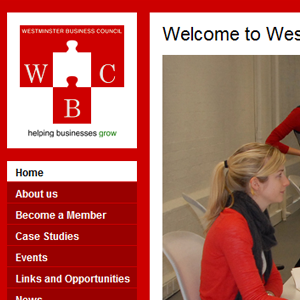 WESTMINSTER BUSINESS COUNCIL
W C
B
helping businesses grow
Welcome to Wes
Home
About us
Become a Member
Case Studies
Events
Links and Opportunities
News